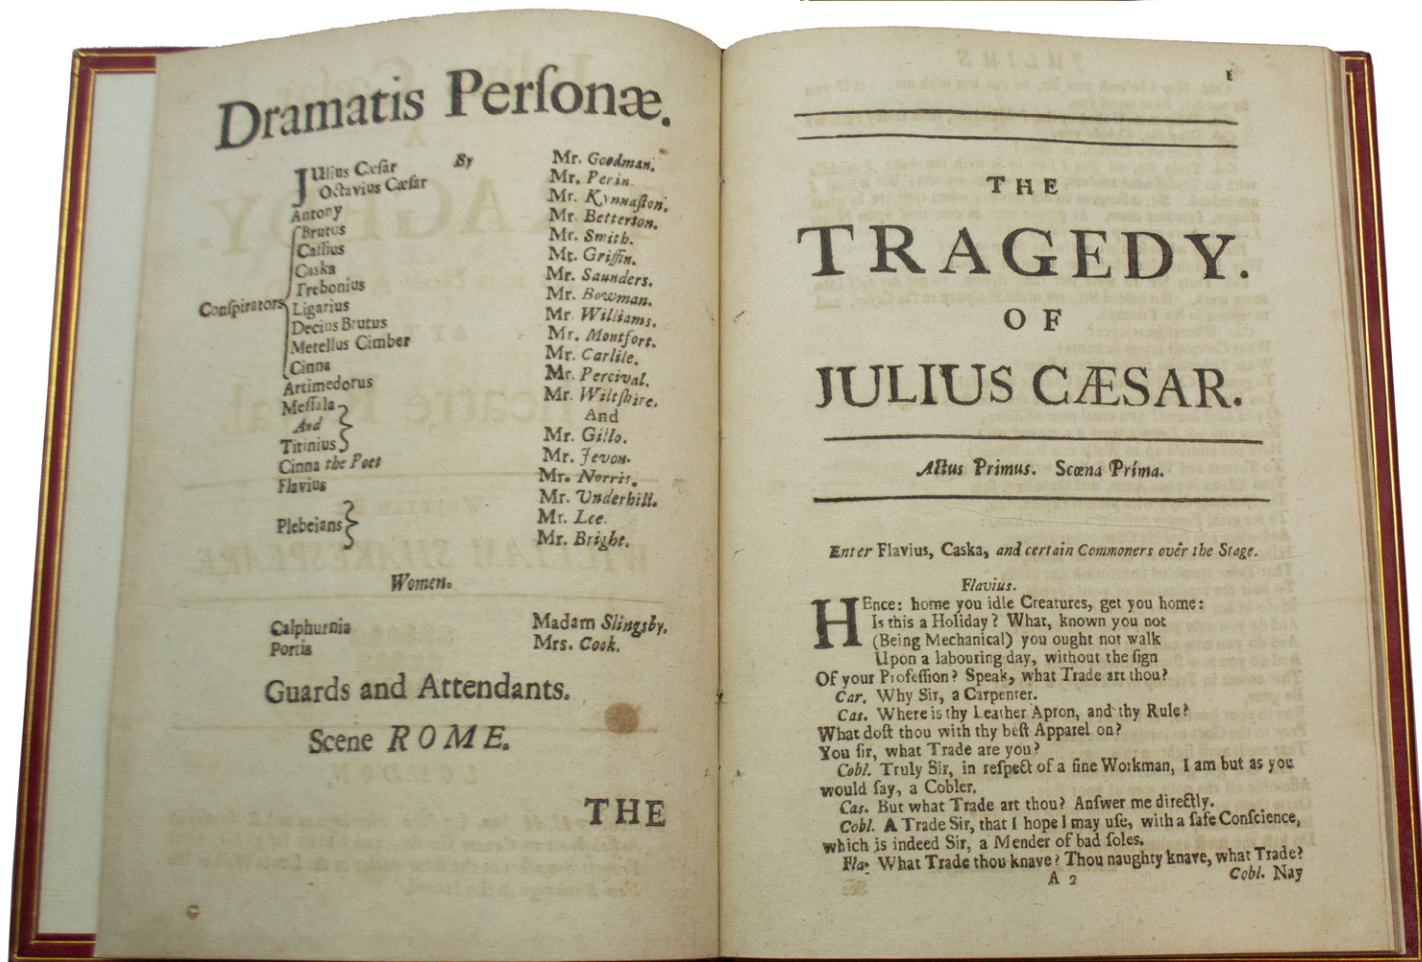 Dramatis Perſonæ.
Julius Cæſar By Mr. Goodman.
Octavius Cæſar Mr. Perin.
Antony Mr. Kynnaſton.
Brutus Mr. Betterson.
Caſſius Mr. Smith.
Caska Mr. Griffin.
Trebonius Mr. Saunders.
Conſpirators Ligarius Mr. Bowman.
Decius Brutus Mr. Williams.
Metellus Cimber Mr. Montfort.
Cinna Mr. Carlile.
Artimedorus Mr. Percival.
Meſſala Mr. Wiltſhire.
And And
Titinius Mr. Gillo.
Cinna the Poet Mr. Jevon.
Flavius Mr. Norris.
Plebeians Mr. Underhill.
Mr. Lee.
Mr. Bright.
Women.
Calphurnia Madam Slingsby.
Portia Mrs. Cook.
Guards and Attendants.
Scene ROME.
THE
THE
TRAGEDY.
OF
JULIUS CÆSAR.
Actus Primus. Scœna Prima.
Enter Flavius, Caska, and certain Commoners over the Stage.
Flavius.
HEnce: home you idle Creatures, get you home:
Is this a Holiday? What, known you not
(Being Mechanical) you ought not walk
Upon a labouring day, without the ſign
Of your Profeſſion? Speak, what Trade art thou?
Car. Why Sir, a Carpenter.
Cas. Where is thy Leather Apron, and thy Rule?
What doſt thou with thy beſt Apparel on?
You ſir, what Trade are you?
Cobl. Truly Sir, in reſpect of a fine Workman, I am but as you
would ſay, a Cobler.
Cas. But what Trade art thou? Anſwer me directly.
Cobl. A Trade Sir, that I hope I may uſe, with a ſafe Conſcience,
which is indeed Sir, a Mender of bad ſoles.
Fla. What Trade thou knave? Thou naughty knave, what Trade?
A 2 Cobl. Nay